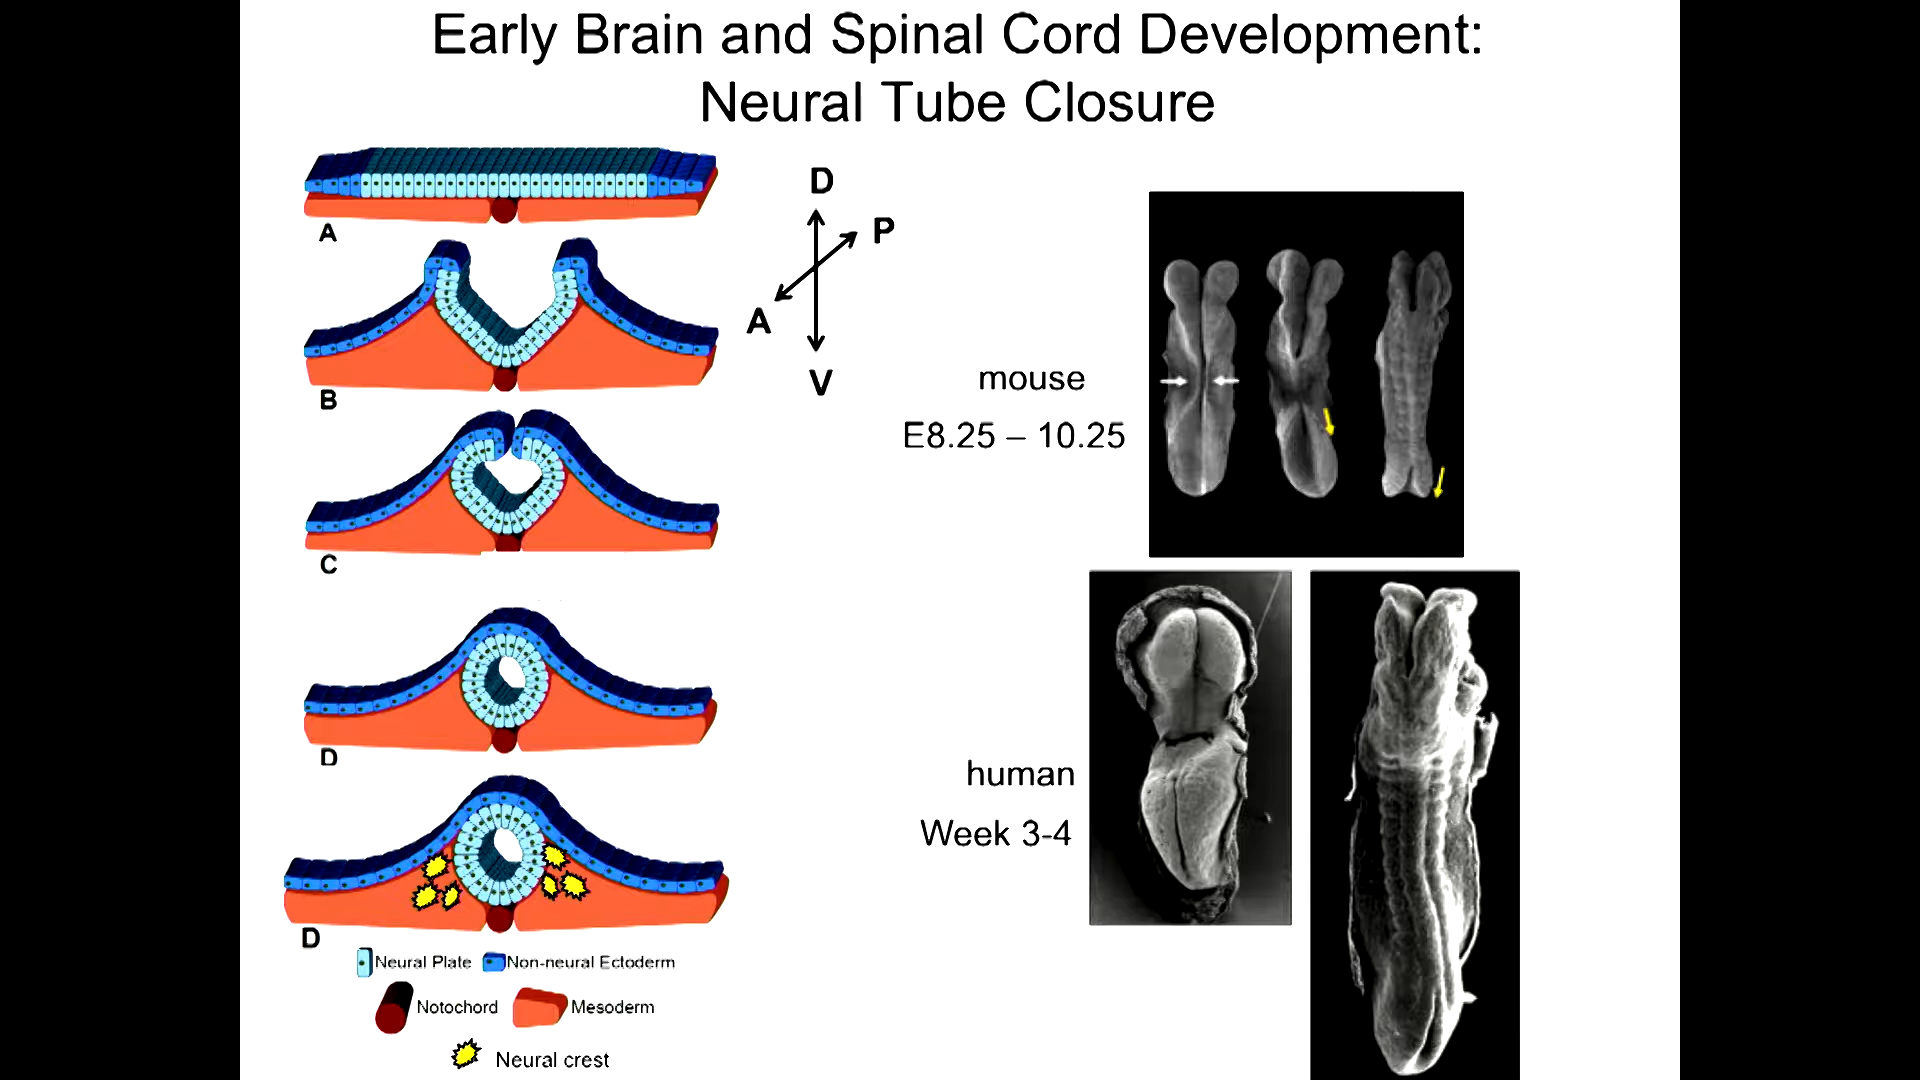 Early Brain and Spinal Cord Development:
Neural Tube Closure
A
B
C
D
D
D
P
A
V
mouse
E8.25 – 10.25
human
Week 3-4
Neural Plate
Non-neural Ectoderm
Notochord
Mesoderm
Neural crest